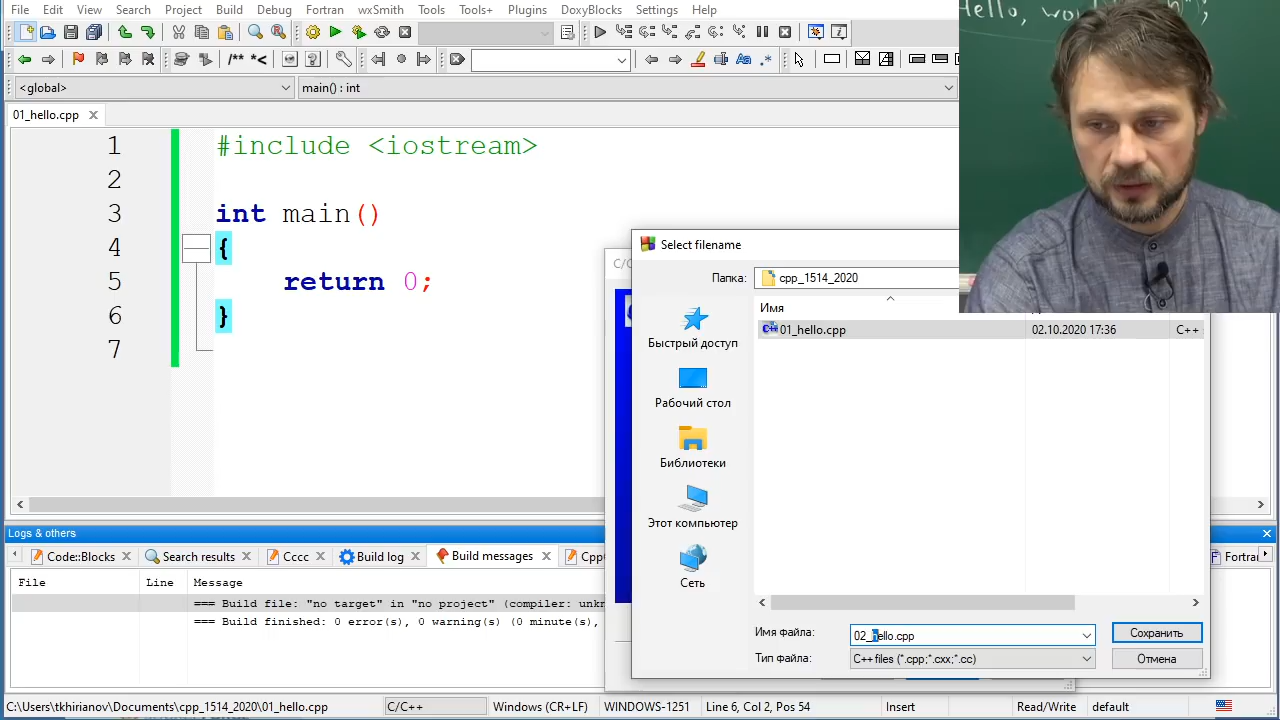 File Edit View Search Project Build Debug Fortran wxSmith Tools Tools+ Plugins DoxyBlocks Settings Help
Hello, wo
/** *<
.*
<global>
main() : int
01_hello.cpp
1 #include <iostream>
2
3 int main()
4 {
5 return 0;
6 }
7
Select filename
C/C
Папка: cpp_1514_2020
Имя
01_hello.cpp 02.10.2020 17:36 C++
Быстрый доступ
Рабочий стол
Библиотеки
Этот компьютер
Сеть
Имя файла: 02_hello.cpp Сохранить
Тип файла: C++ files (*.cpp;*.cxx;*.cc) Отмена
Logs & others
Code::Blocks Search results Cccc Build log Build messages Cpp Fortra
File Line Message
=== Build file: "no target" in "no project" (compiler: unkn
=== Build finished: 0 error(s), 0 warning(s) (0 minute(s),
C:\Users\tkhirianov\Documents\cpp_1514_2020\01_hello.cpp C/C++ Windows (CR+LF) WINDOWS-1251 Line 6, Col 2, Pos 54 Insert Read/Write default